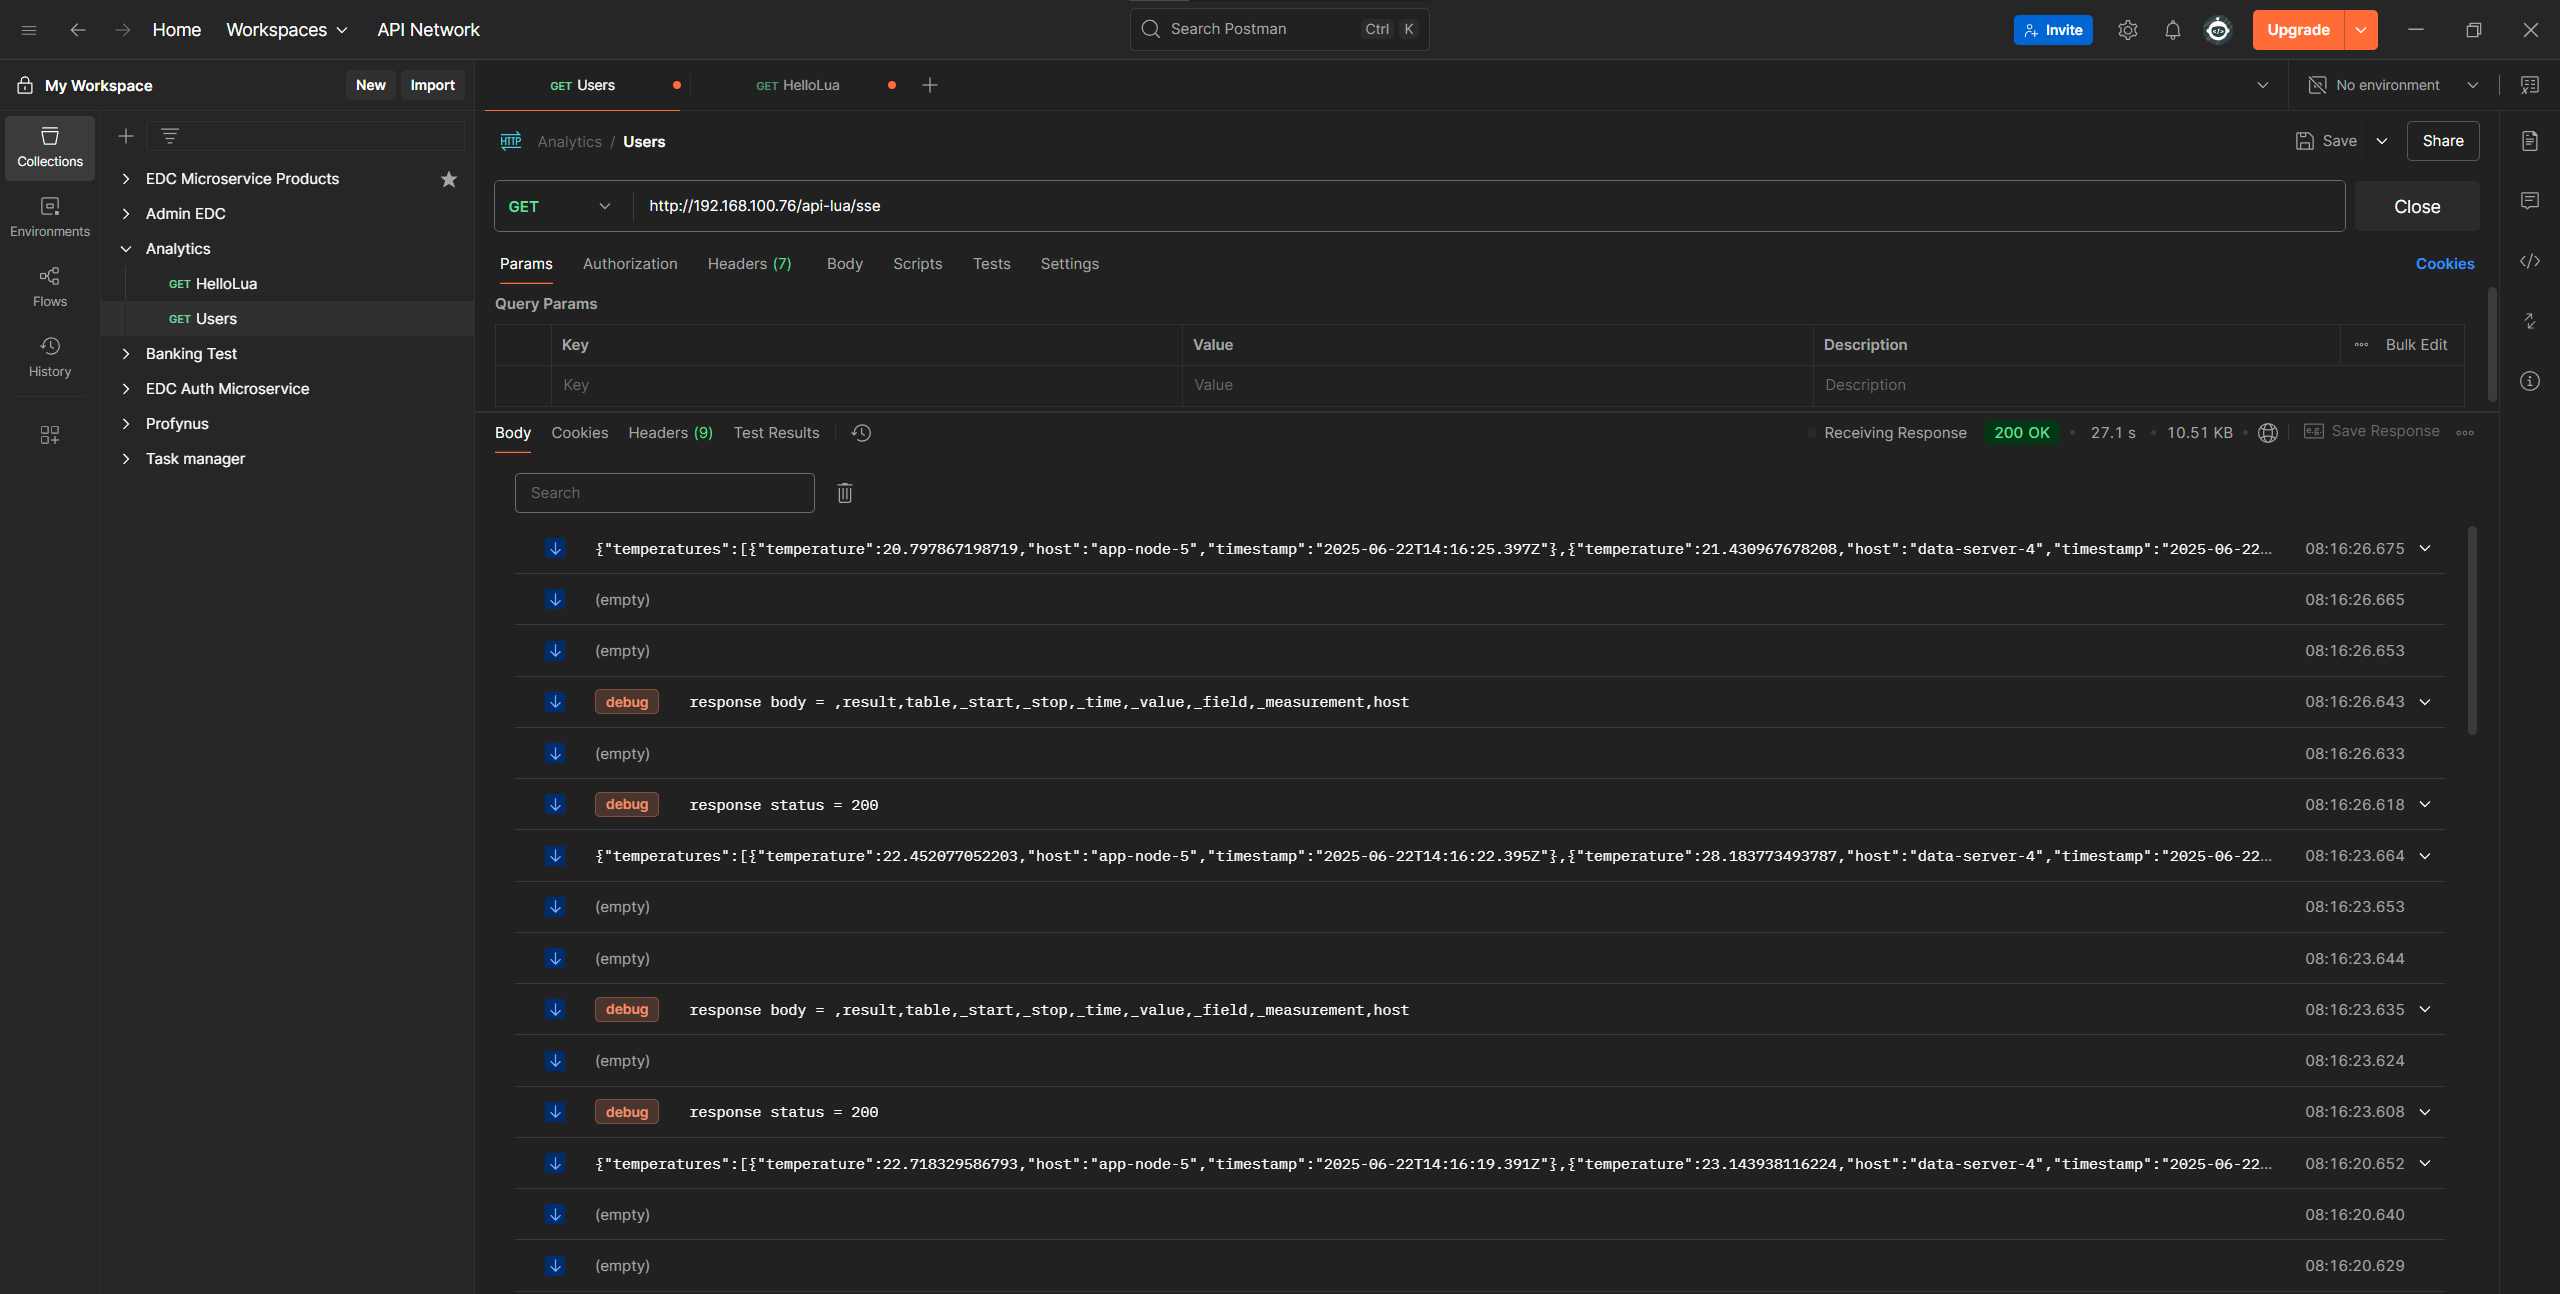 Home Workspaces API Network Search Postman Ctrl K Invite Upgrade
My Workspace New Import GET Users GET HelloLua No environment
Collections
Environments
Flows
History
EDC Microservice Products
Admin EDC
Analytics
GET HelloLua
GET Users
Banking Test
EDC Auth Microservice
Profynus
Task manager
HTTP Analytics / Users Save Share
GET http://192.168.100.76/api-lua/sse Close
Params Authorization Headers (7) Body Scripts Tests Settings Cookies
Query Params
Key Value Description Bulk Edit
Key Value Description
Body Cookies Headers (9) Test Results Receiving Response 200 OK 27.1 s 10.51 KB e.g. Save Response
Search
{"temperatures":[{"temperature":20.797867198719,"host":"app-node-5","timestamp":"2025-06-22T14:16:25.397Z"},{"temperature":21.430967678208,"host":"data-server-4","timestamp":"2025-06-22... 08:16:26.675
(empty) 08:16:26.665
(empty) 08:16:26.653
debug response body = ,result,table,_start,_stop,_time,_value,_field,_measurement,host 08:16:26.643
(empty) 08:16:26.633
debug response status = 200 08:16:26.618
{"temperatures":[{"temperature":22.452077052203,"host":"app-node-5","timestamp":"2025-06-22T14:16:22.395Z"},{"temperature":28.183773493787,"host":"data-server-4","timestamp":"2025-06-22... 08:16:23.664
(empty) 08:16:23.653
(empty) 08:16:23.644
debug response body = ,result,table,_start,_stop,_time,_value,_field,_measurement,host 08:16:23.635
(empty) 08:16:23.624
debug response status = 200 08:16:23.608
{"temperatures":[{"temperature":22.718329586793,"host":"app-node-5","timestamp":"2025-06-22T14:16:19.391Z"},{"temperature":23.143938116224,"host":"data-server-4","timestamp":"2025-06-22... 08:16:20.652
(empty) 08:16:20.640
(empty) 08:16:20.629